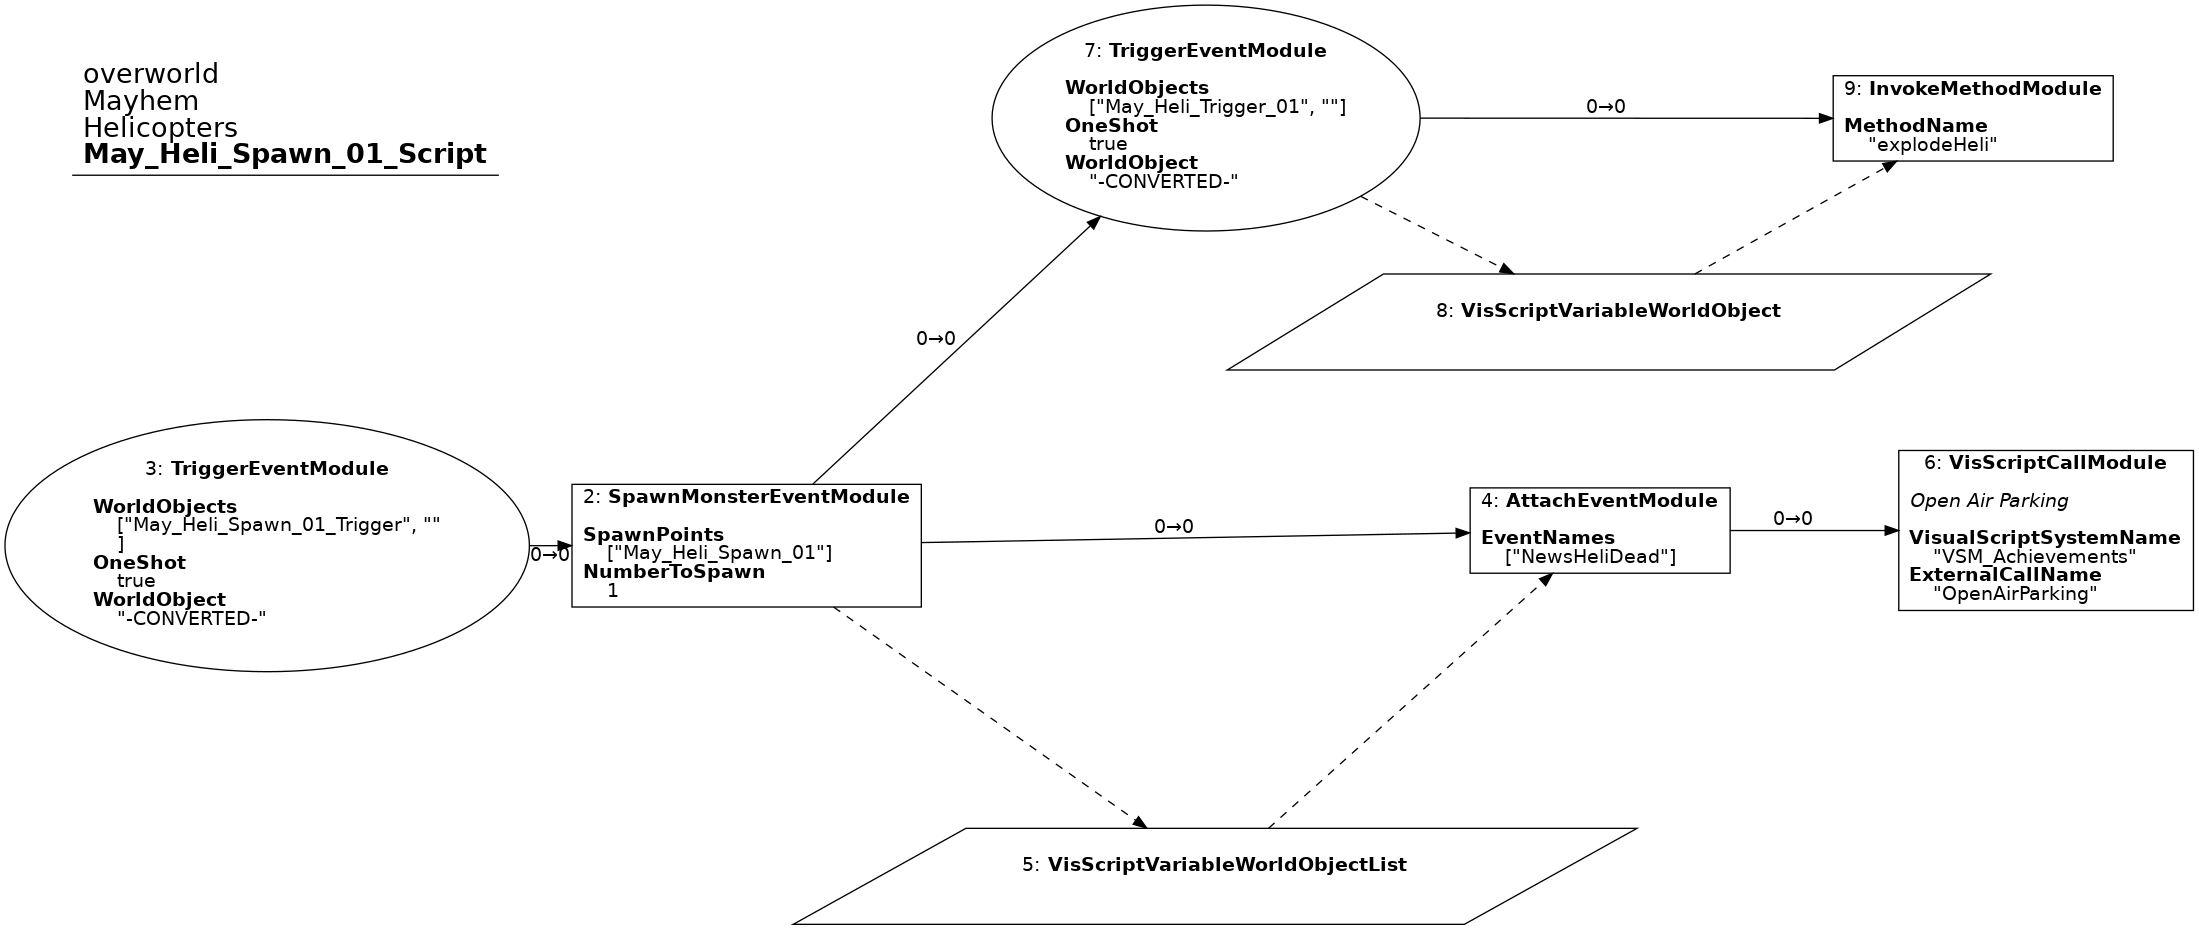 overworld
Mayhem
Helicopters
May_Heli_Spawn_01_Script
7: TriggerEventModule
WorldObjects
["May_Heli_Trigger_01", ""]
OneShot
true
WorldObject
"-CONVERTED-"
0→0
9: InvokeMethodModule
MethodName
"explodeHeli"
8: VisScriptVariableWorldObject
0→0
3: TriggerEventModule
WorldObjects
["May_Heli_Spawn_01_Trigger", ""
]
OneShot
true
WorldObject
"-CONVERTED-"
0→0
2: SpawnMonsterEventModule
SpawnPoints
["May_Heli_Spawn_01"]
NumberToSpawn
1
0→0
4: AttachEventModule
EventNames
["NewsHeliDead"]
0→0
6: VisScriptCallModule
Open Air Parking
VisualScriptSystemName
"VSM_Achievements"
ExternalCallName
"OpenAirParking"
5: VisScriptVariableWorldObjectList